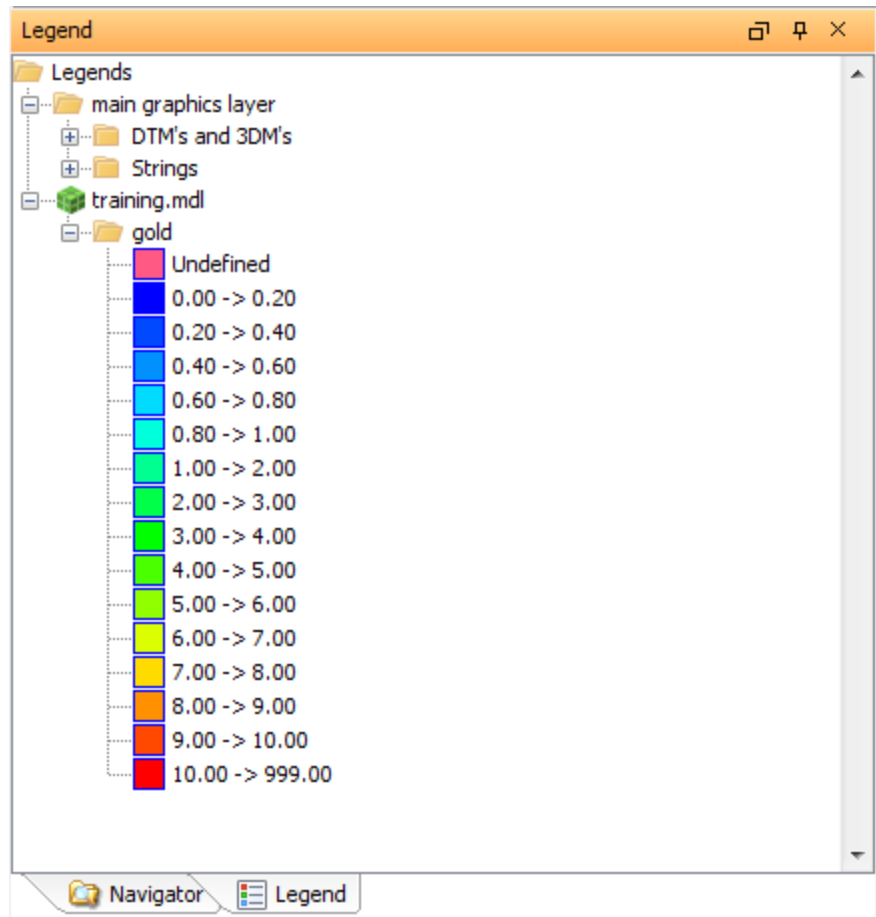 Legend
Legends
main graphics layer
DTM's and 3DM's
Strings
training.mdl
gold
Undefined
0.00 -> 0.20
0.20 -> 0.40
0.40 -> 0.60
0.60 -> 0.80
0.80 -> 1.00
1.00 -> 2.00
2.00 -> 3.00
3.00 -> 4.00
4.00 -> 5.00
5.00 -> 6.00
6.00 -> 7.00
7.00 -> 8.00
8.00 -> 9.00
9.00 -> 10.00
10.00 -> 999.00
Navigator Legend